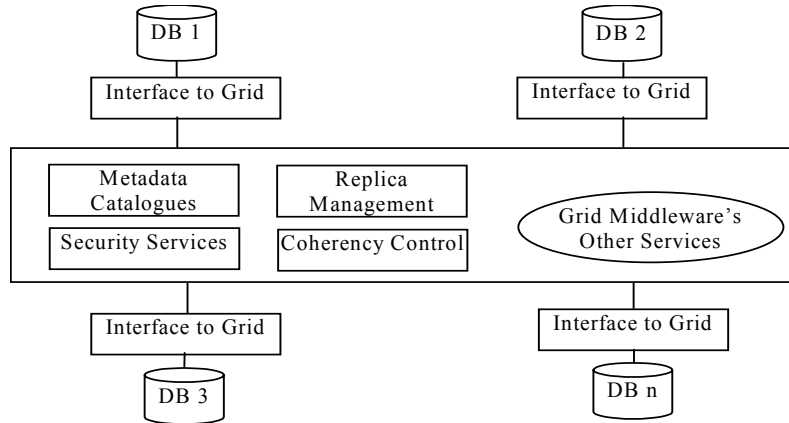 DB 1
DB 2
Interface to Grid
Interface to Grid
Metadata
Catalogues
Replica
Management
Security Services
Coherency Control
Grid Middleware's
Other Services
Interface to Grid
Interface to Grid
DB 3
DB n